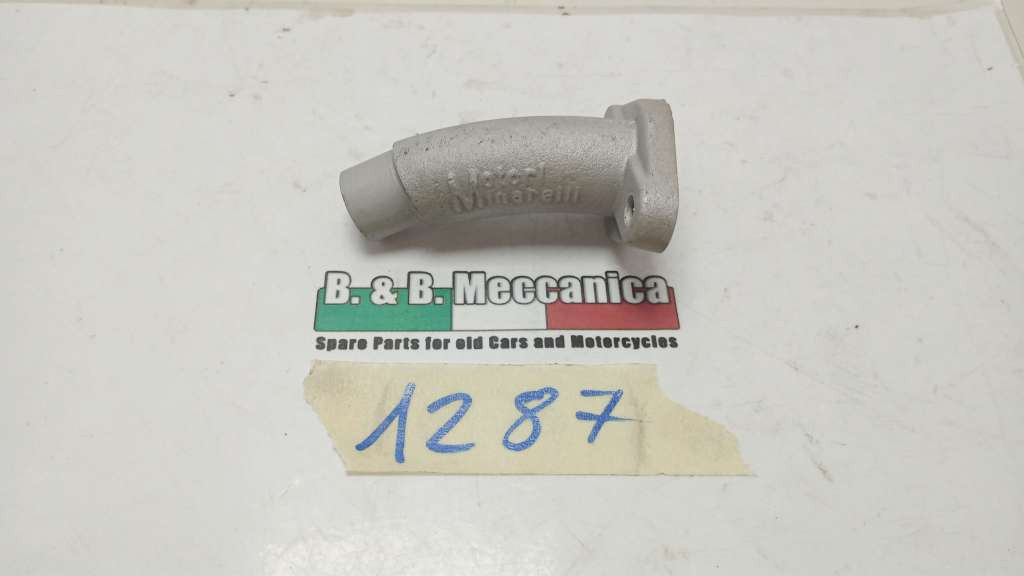 Motori
Minarelli
B. & B. Meccanica
Spare Parts for old Cars and Motorcycles
1287